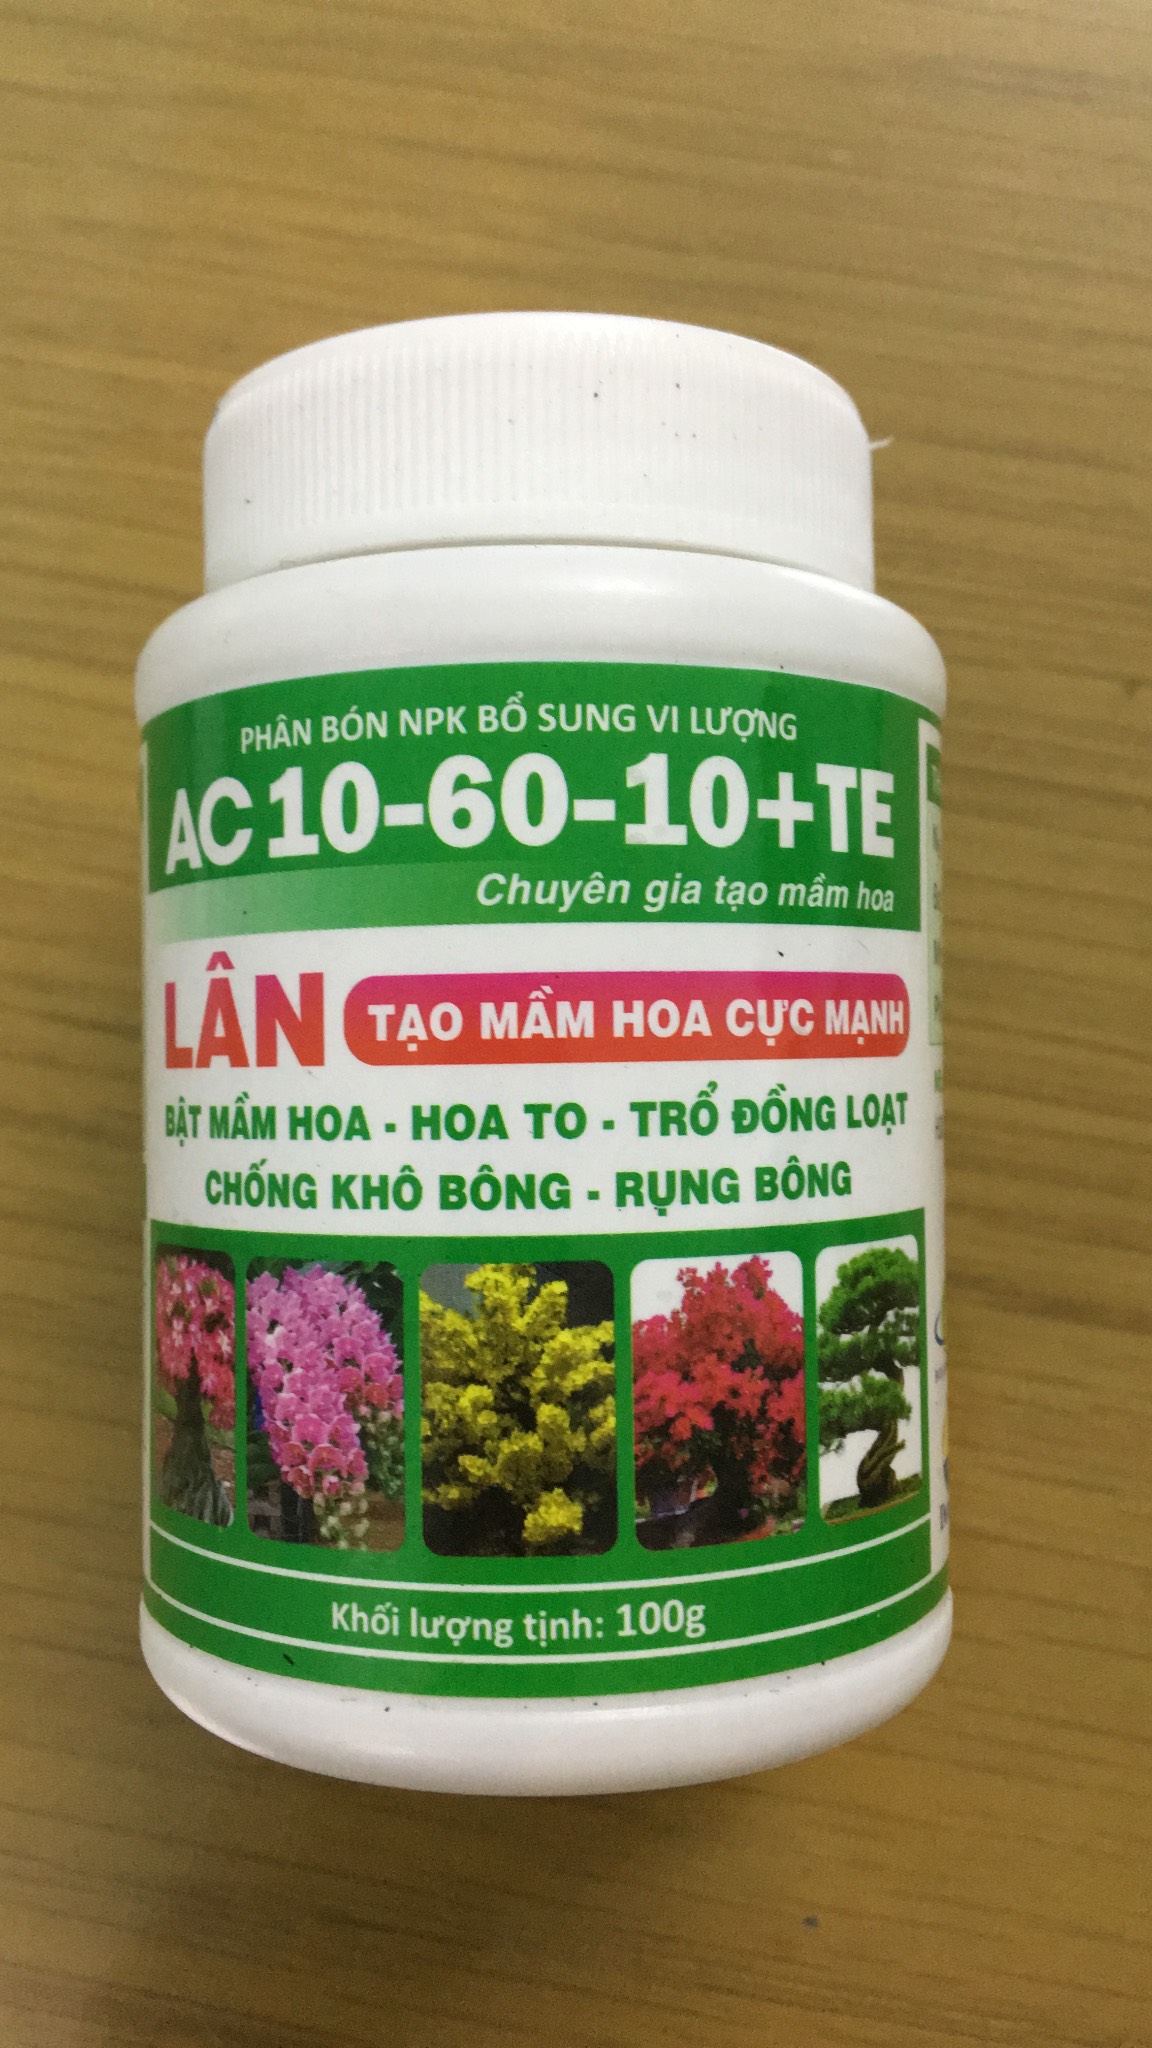 PHÂN BÓN NPK BỔ SUNG VI LƯỢNG
AC 10-60-10+TE
Chuyên gia tạo mầm hoa
LÂN TẠO MẦM HOA CỰC MẠNH
BẬT MẦM HOA - HOA TO - TRỔ ĐỒNG LOẠT
CHỐNG KHÔ BÔNG - RỤNG BÔNG
Khối lượng tịnh: 100g